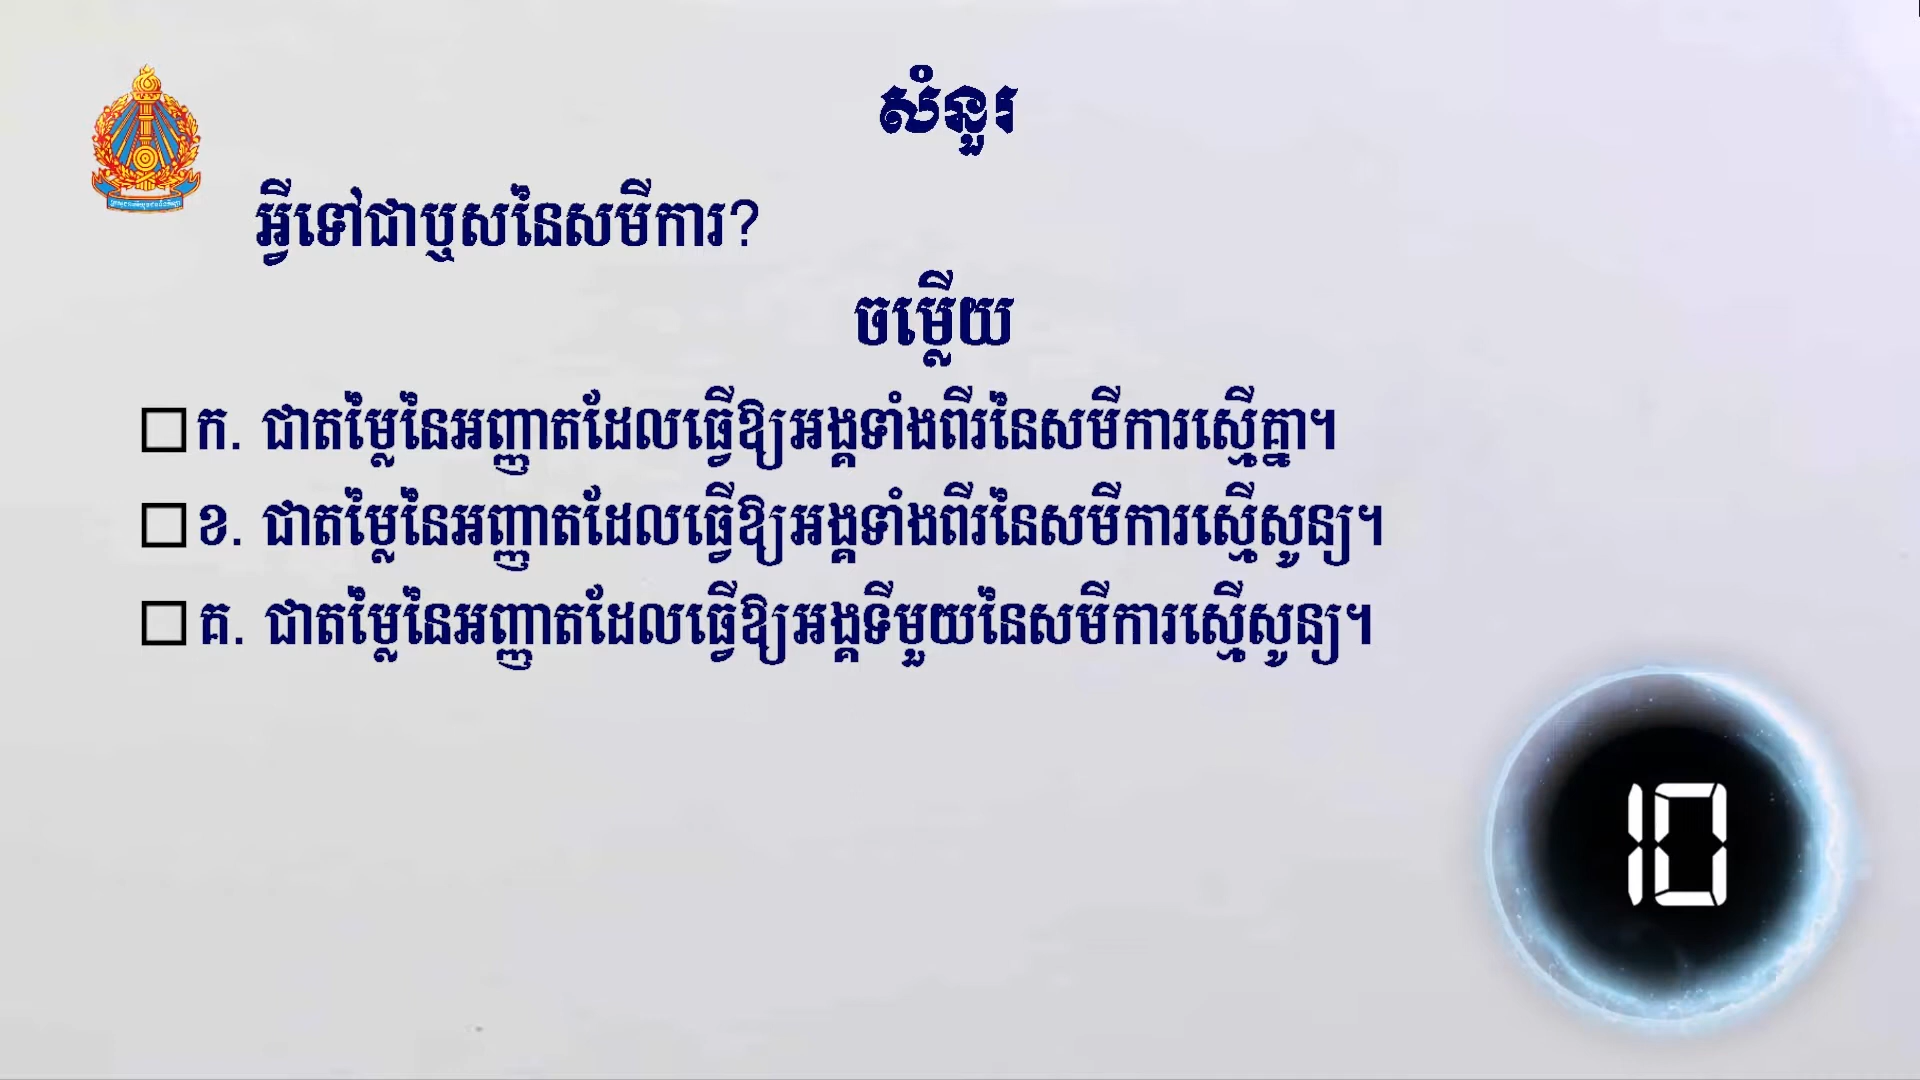 សំនួរ
អ្វីទៅជាឬសនៃសមីការ?
ចម្លើយ
ក. ជាតម្លៃនៃអញ្ញាតដែលធ្វើឱ្យអង្គទាំងពីរនៃសមីការស្មើគ្នា។
ខ. ជាតម្លៃនៃអញ្ញាតដែលធ្វើឱ្យអង្គទាំងពីរនៃសមីការស្មើសូន្យ។
គ. ជាតម្លៃនៃអញ្ញាតដែលធ្វើឱ្យអង្គទីមួយនៃសមីការស្មើសូន្យ។
10